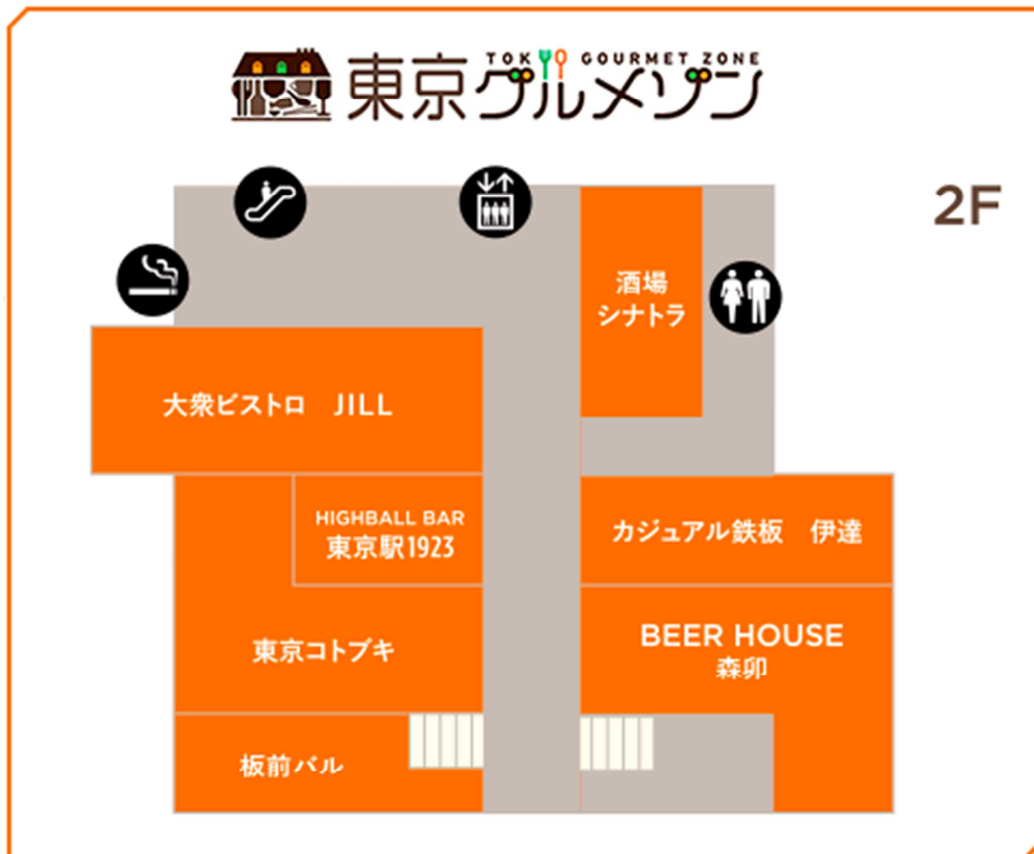 TOKYO GOURMET ZONE
東京グルメゾン
2F
酒場
シナトラ
大衆ビストロ　JILL
HIGHBALL BAR
東京駅1923
カジュアル鉄板　伊達
東京コトブキ
BEER HOUSE
森卯
板前バル